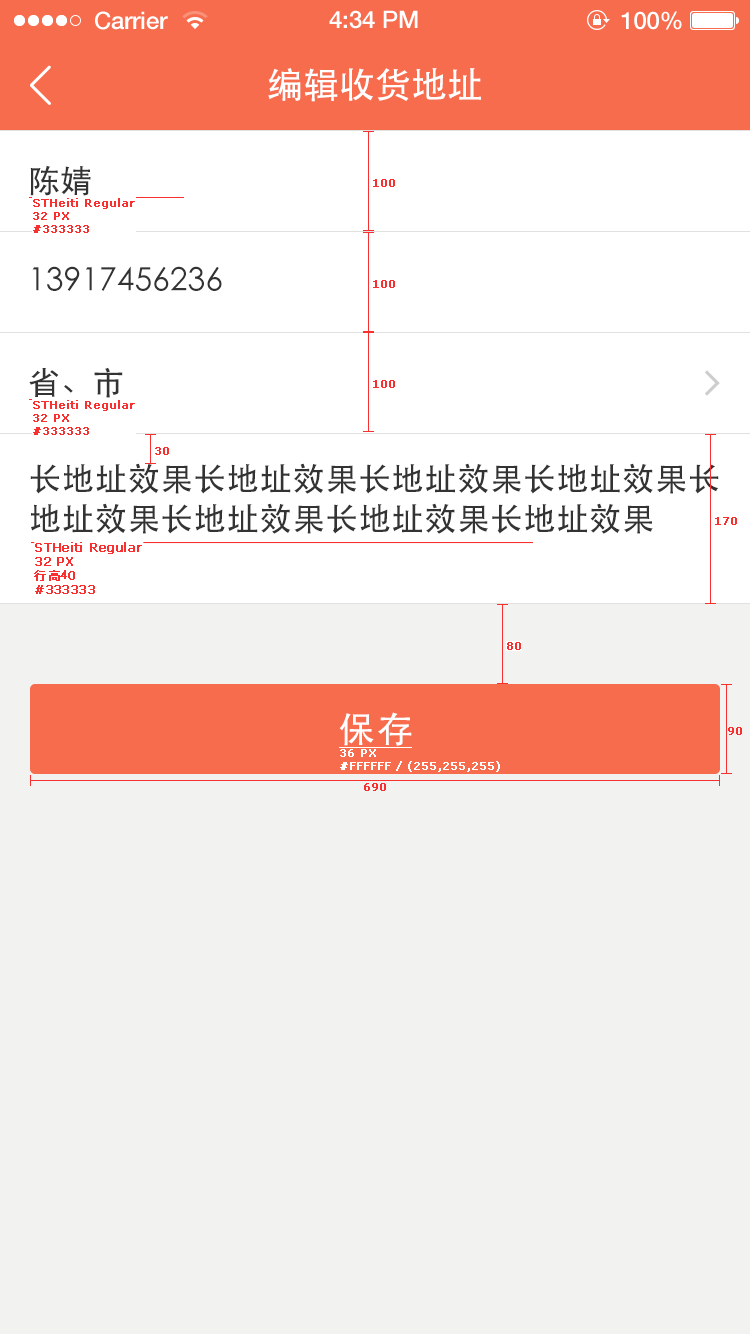 Carrier 4:34 PM 100%
编辑收货地址
陈婧
STHeiti Regular
32 PX
#333333
100
13917456236
100
省、市
100
STHeiti Regular
32 PX
#333333
30
长地址效果长地址效果长地址效果长地址效果长
地址效果长地址效果长地址效果长地址效果
170
STHeiti Regular
32 PX
行高40
#333333
80
保存
90
36 PX
#FFFFFF / (255,255,255)
690